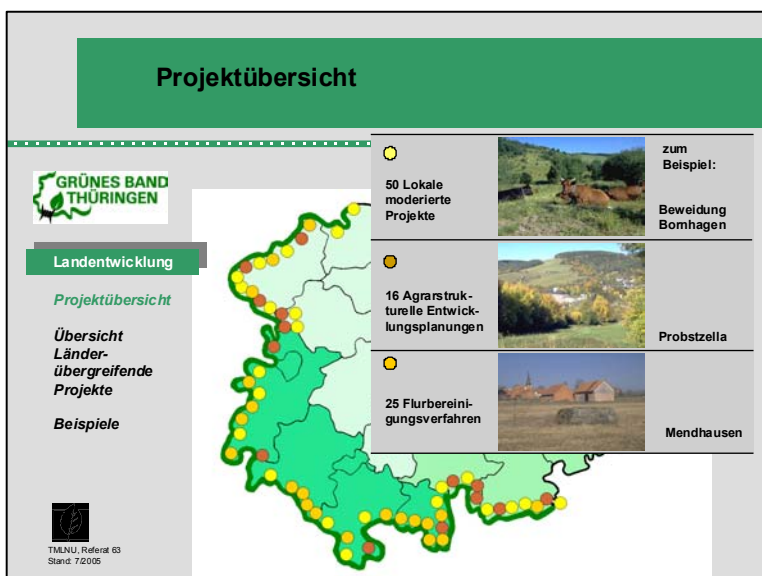 Projektübersicht
GRÜNES BAND
THÜRINGEN
Landentwicklung
Projektübersicht
Übersicht
Länder-
übergreifende
Projekte
Beispiele
TMLNU, Referat 63
Stand: 7/2005
50 Lokale
moderierte
Projekte
zum
Beispiel:
Beweidung
Bornhagen
16 Agrarstruk-
turelle Entwick-
lungsplanungen
Probstzella
25 Flurbereini-
gungsverfahren
Mendhausen